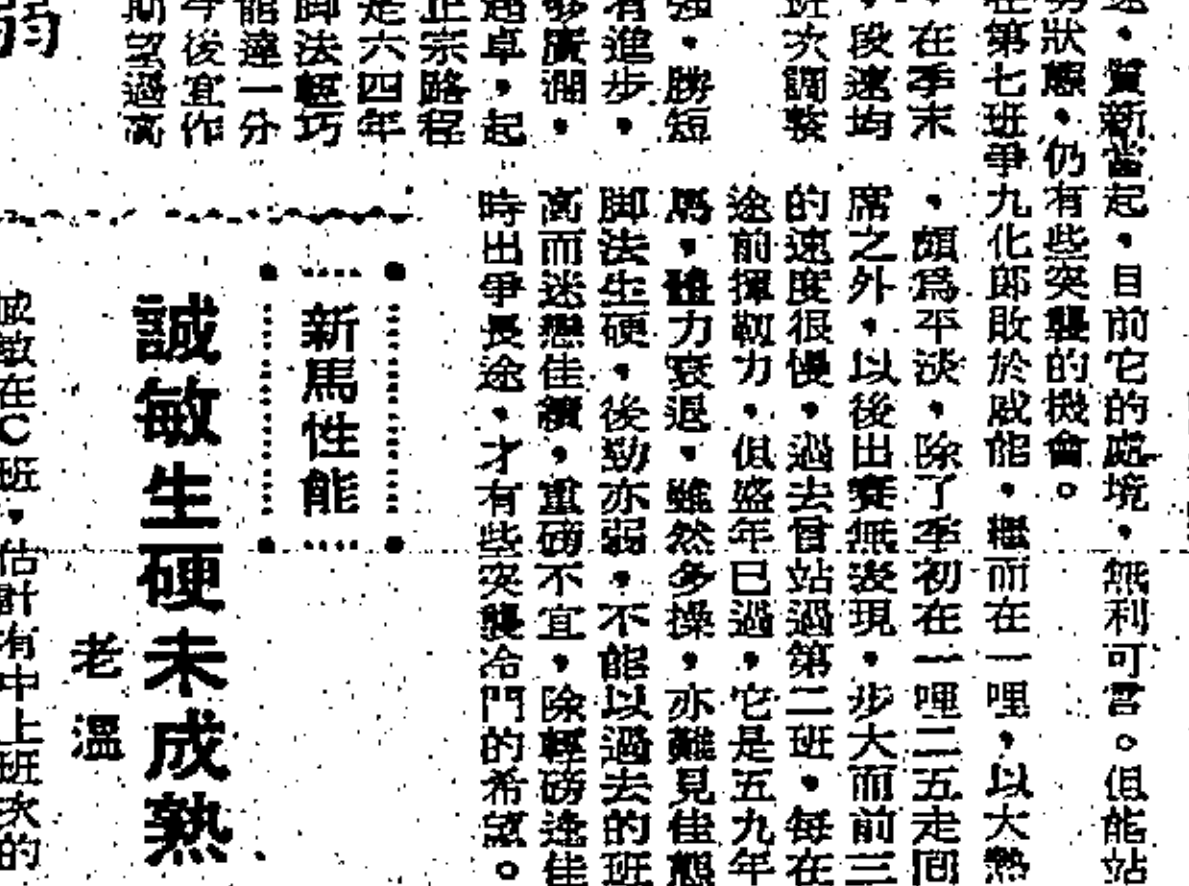 速，質新當起，目前它的處境，無利可言。但能站
勢狀態，仍有些突襲的機會。
在第七班爭九化郎敗於威能，繼而在一哩，以大熱
，在季末，頗為平淡，除了季初在一哩二五走回
，段速均席之外，以後出賽無表現，步大而前三
班次調整的速度很慢，過去曾站過第二班，每在
途前揮韌力，但盛年已過，它是五九年
強，勝短馬，體力衰退，雖然多操，亦難見佳態
有進步，脚法生硬，後勁亦弱，不能以過去的班
廣濶，高而迷戀佳績，重磅不宜，除輕磅逢佳
超卓，起時出爭長途，才有些突襲冷門的希望。
正宗路程
是六四年
脚法輕巧
能達一分
今後宜作
期望過高
弱
新馬性能
誠敏生硬未成熟
老溫
誠敏在C班，估計有中上班次的